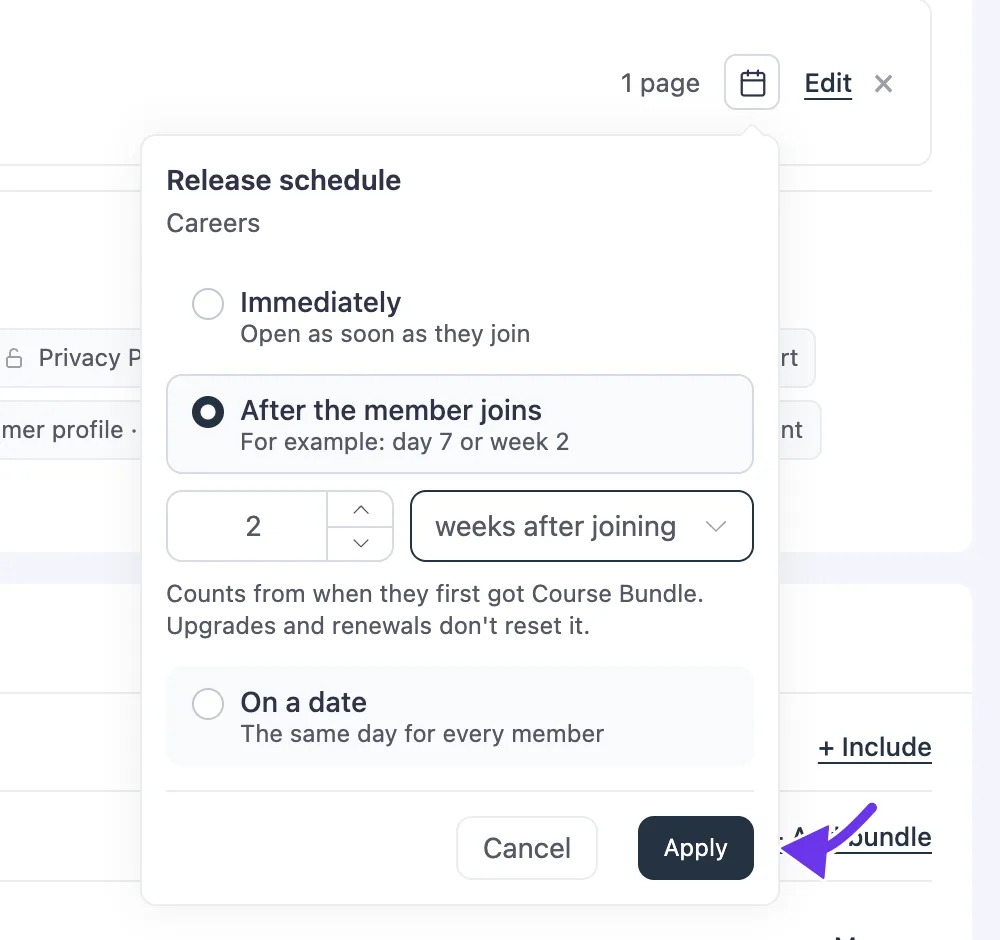 1 page
Edit
Release schedule
Careers
Immediately
Open as soon as they join
Privacy P
rt
After the member joins
For example: day 7 or week 2
mer profile ·
nt
2
weeks after joining
Counts from when they first got Course Bundle.
Upgrades and renewals don't reset it.
On a date
The same day for every member
+ Include
bundle
Cancel
Apply